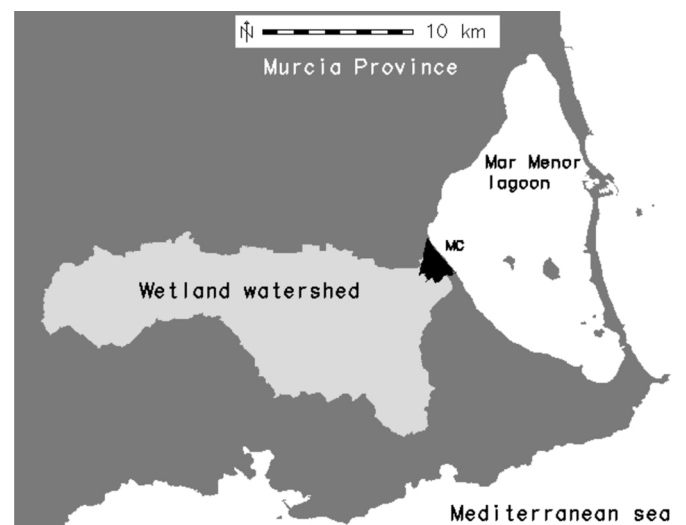 N 10 km
Murcia Province
Mar Menor
lagoon
MC
Wetland watershed
Mediterranean sea